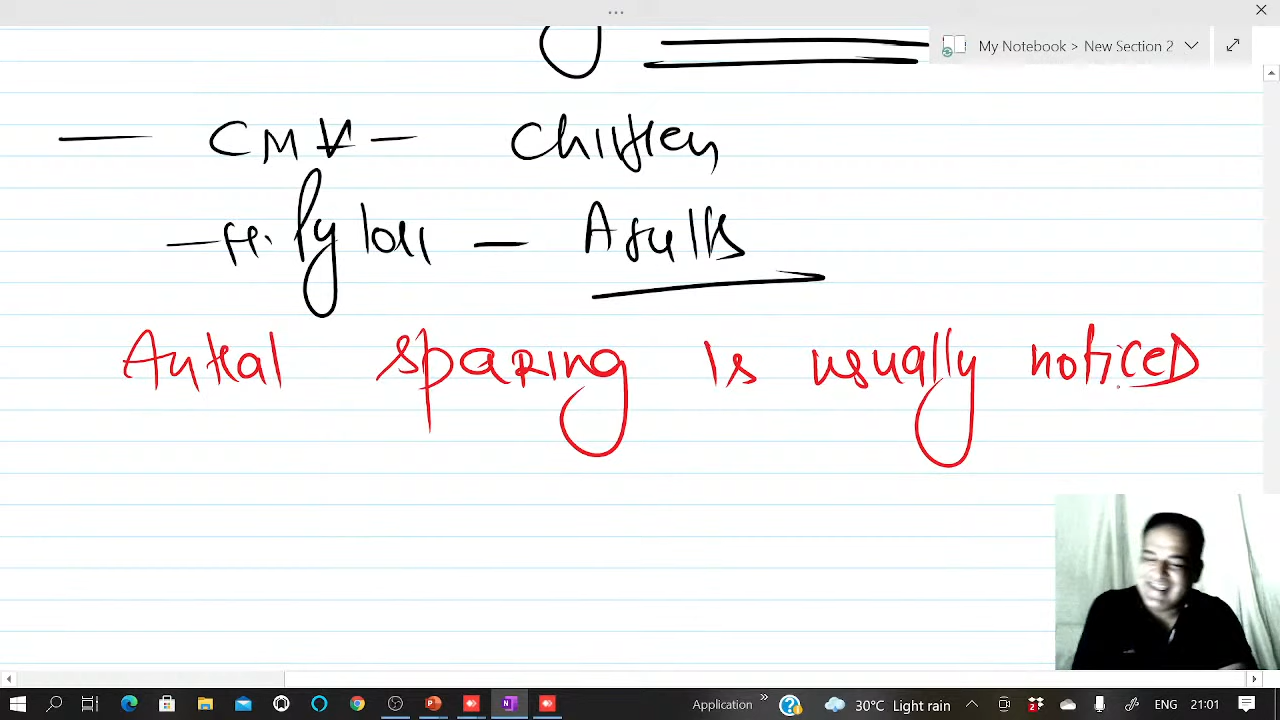 My Notebook > New Section 2
— CMV — Children
— H. Pylori — Adults
Antral sparing is usually noticed
Application
30°C Light rain
ENG
21:01